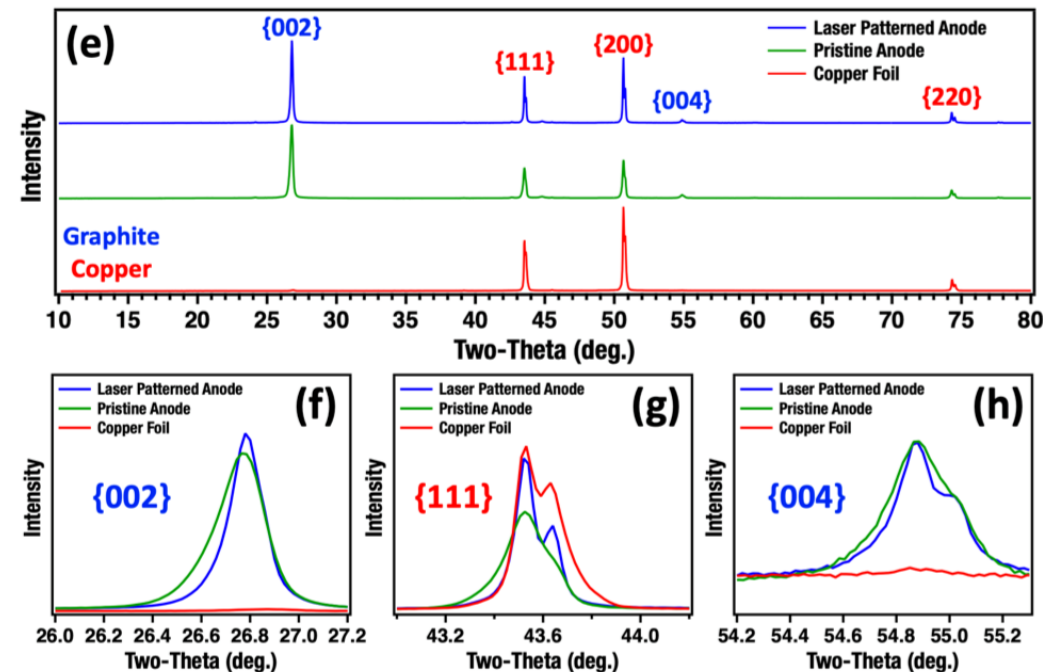 (e)
{002}
{111}
{200}
{004}
{220}
Laser Patterned Anode
Pristine Anode
Copper Foil
Intensity
Graphite
Copper
10 15 20 25 30 35 40 45 50 55 60 65 70 75 80
Two-Theta (deg.)
Laser Patterned Anode
Pristine Anode
Copper Foil
(f)
{002}
Intensity
26.0 26.2 26.4 26.6 26.8 27.0 27.2
Two-Theta (deg.)
Laser Patterned Anode
Pristine Anode
Copper Foil
(g)
{111}
Intensity
43.2 43.6 44.0
Two-Theta (deg.)
Laser Patterned Anode
Pristine Anode
Copper Foil
(h)
{004}
Intensity
54.2 54.4 54.6 54.8 55.0 55.2
Two-Theta (deg.)